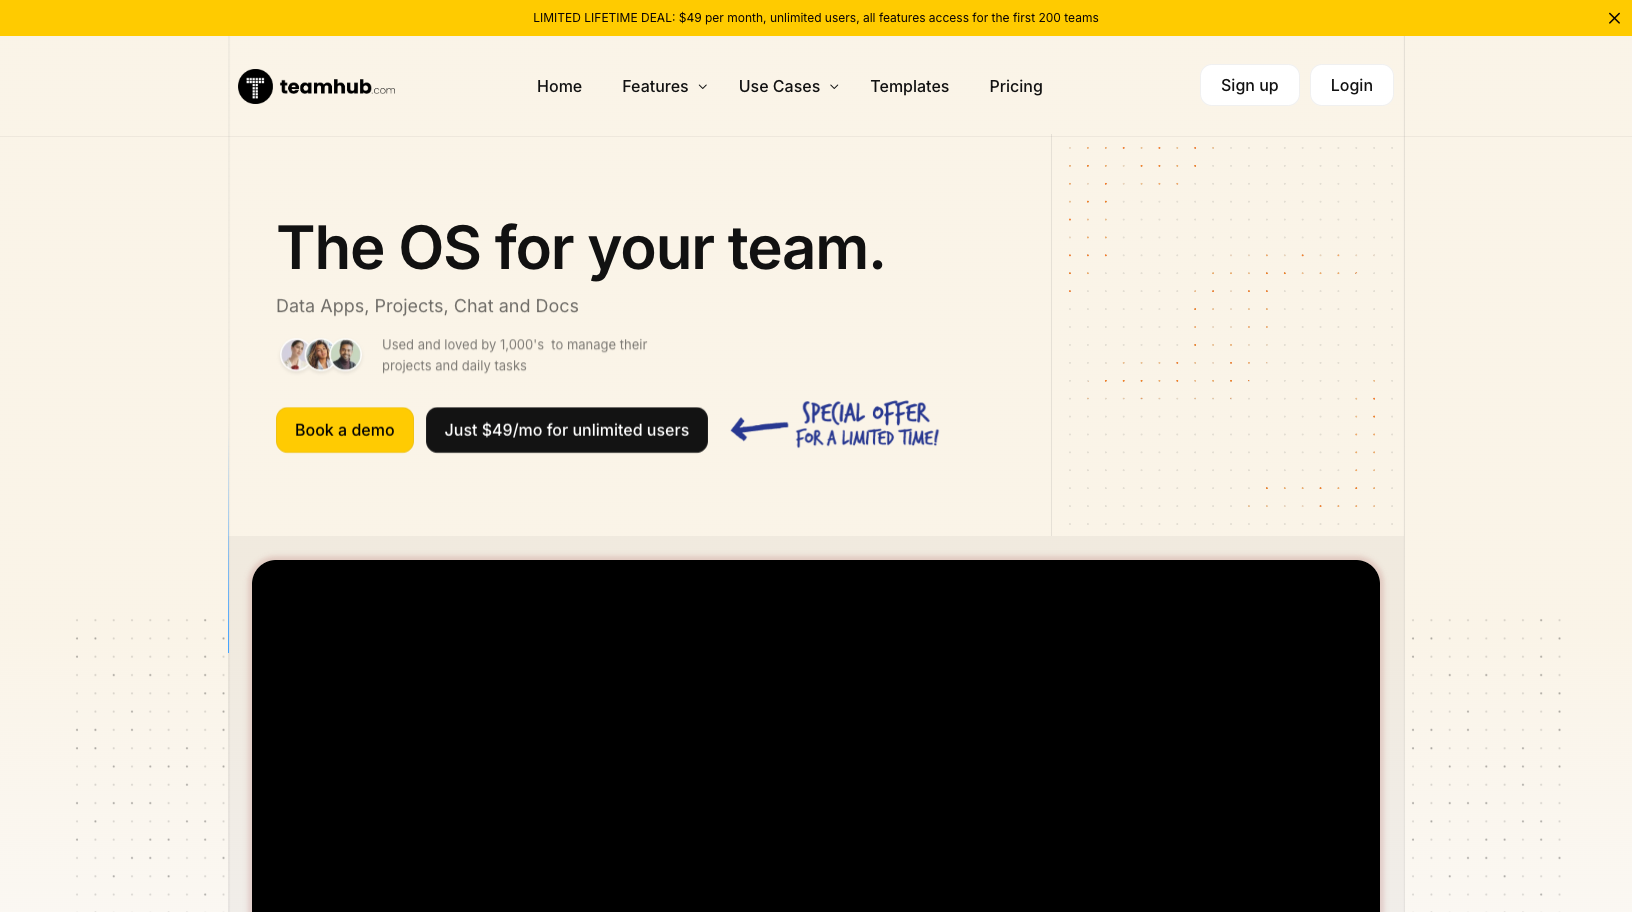 LIMITED LIFETIME DEAL: $49 per month, unlimited users, all features access for the first 200 teams
teamhub.com
Home
Features
Use Cases
Templates
Pricing
Sign up
Login
The OS for your team.
Data Apps, Projects, Chat and Docs
Used and loved by 1,000's to manage their
projects and daily tasks
Book a demo
Just $49/mo for unlimited users
SPECIAL OFFER
FOR A LIMITED TIME!